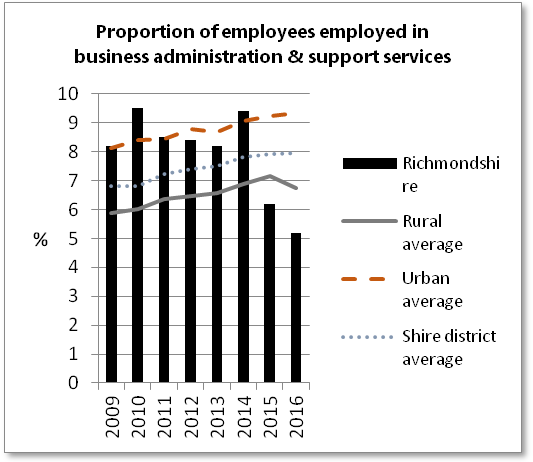 Proportion of employees employed in
business administration & support services
10
9
8
7
6
5
4
3
2
1
0
%
2009
2010
2011
2012
2013
2014
2015
2016
Richmondshi
re
Rural
average
Urban
average
Shire district
average